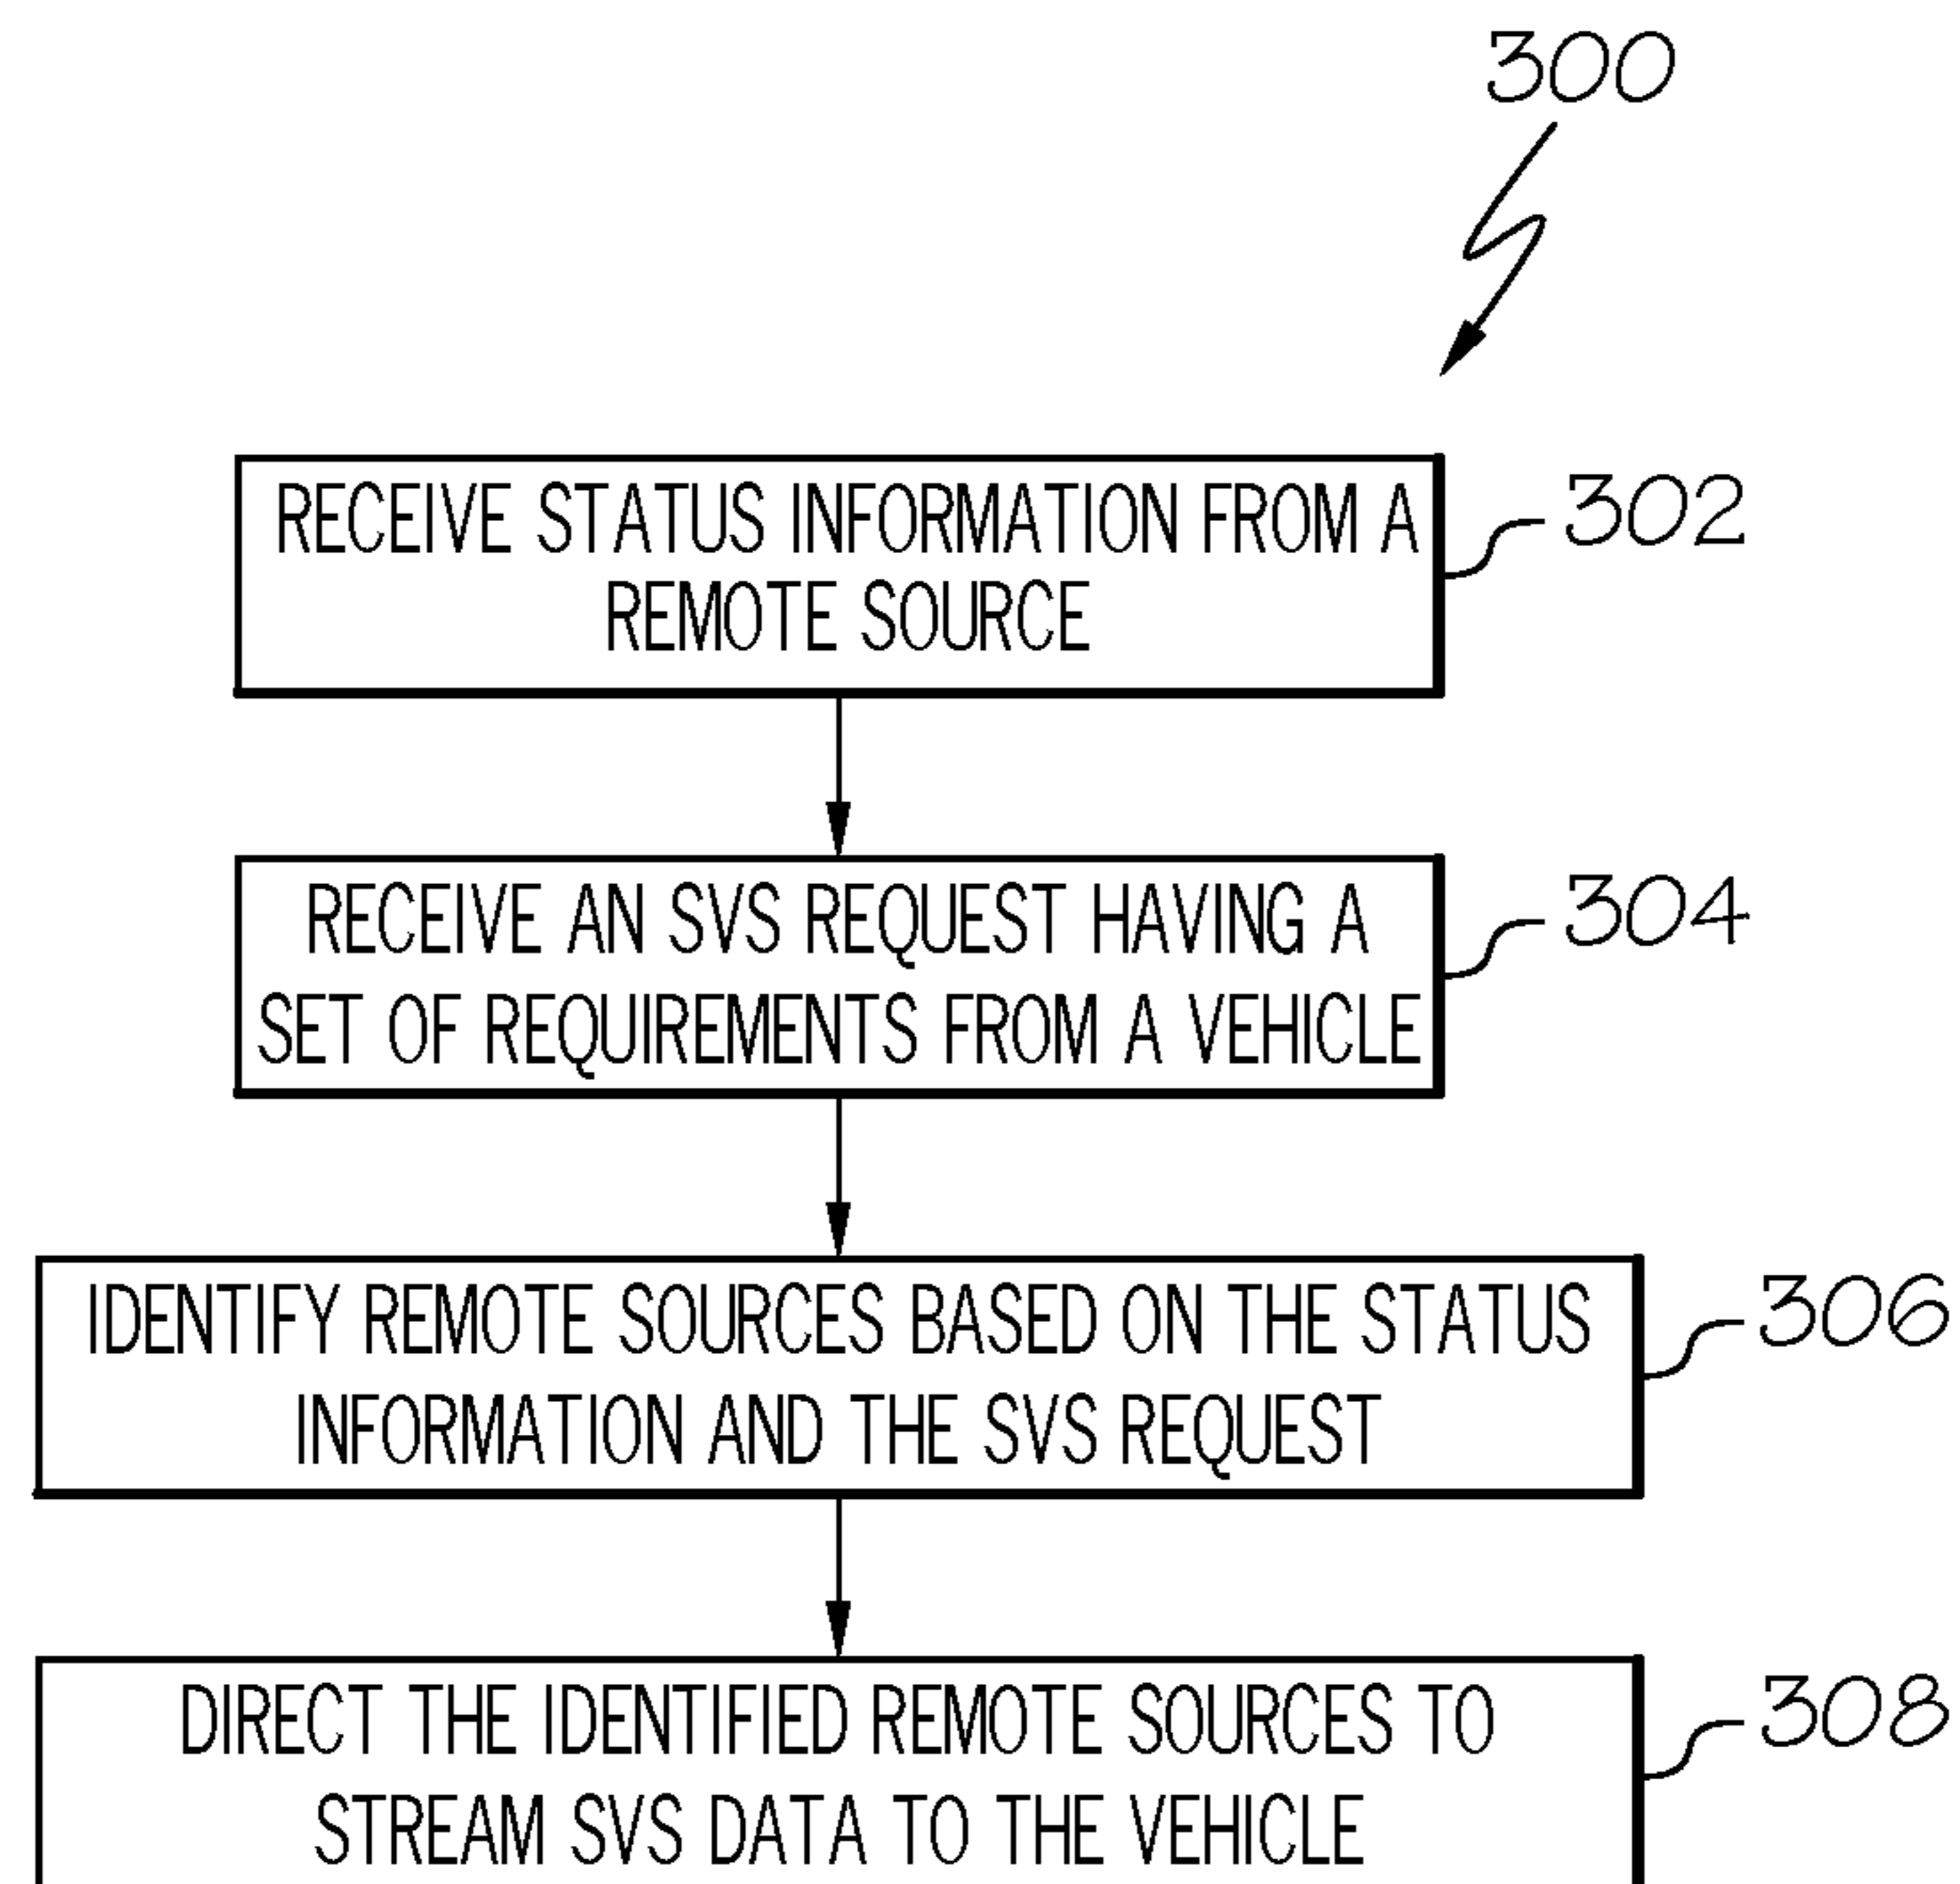 300
RECEIVE STATUS INFORMATION FROM A
REMOTE SOURCE
302
RECEIVE AN SVS REQUEST HAVING A
SET OF REQUIREMENTS FROM A VEHICLE
304
IDENTIFY REMOTE SOURCES BASED ON THE STATUS
INFORMATION AND THE SVS REQUEST
306
DIRECT THE IDENTIFIED REMOTE SOURCES TO
STREAM SVS DATA TO THE VEHICLE
308